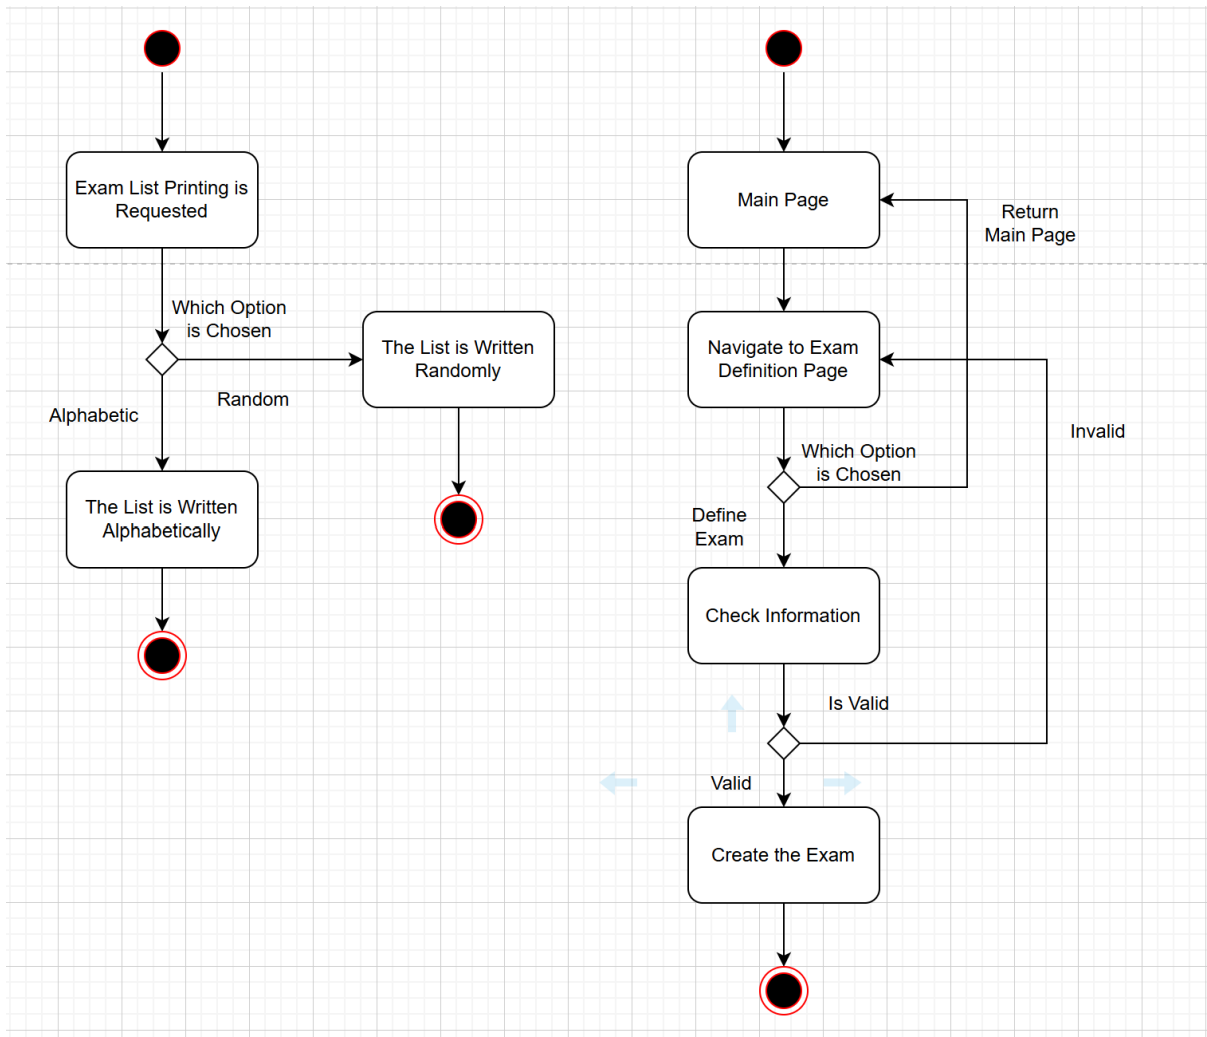 Exam List Printing is
Requested
Which Option
is Chosen
Random
Alphabetic
The List is Written
Randomly
The List is Written
Alphabetically
Main Page
Return
Main Page
Navigate to Exam
Definition Page
Which Option
is Chosen
Invalid
Define
Exam
Check Information
Is Valid
Valid
Create the Exam